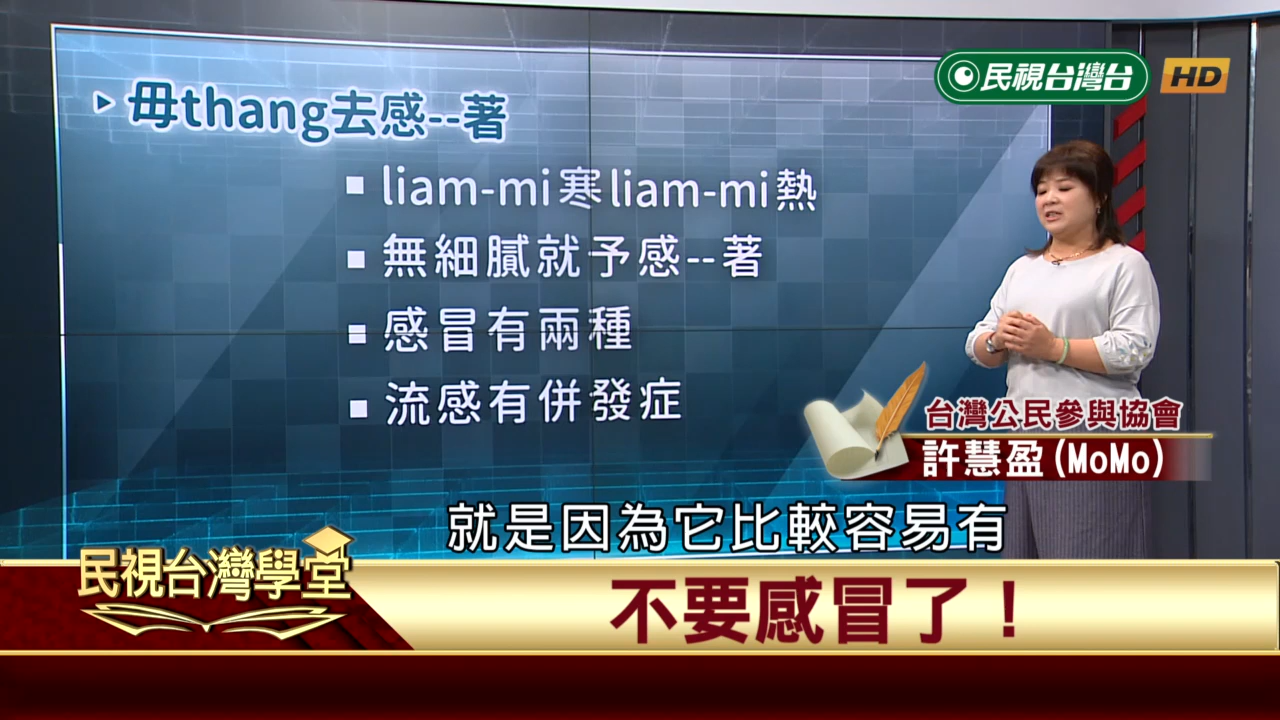 民視台灣台 HD
毋thang去感--著
liam-mi寒liam-mi熱
無細膩就予感--著
感冒有兩種
流感有併發症
台灣公民參與協會
許慧盈(MoMo)
就是因為它比較容易有
民視台灣學堂
不要感冒了！